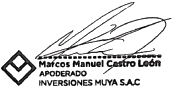 Marcos Manuel Castro León
APODERADO
INVERSIONES MUYA S.A.C